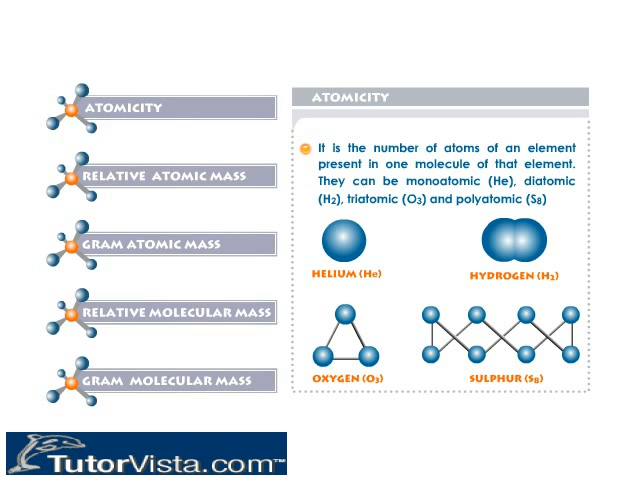 ATOMICITY
RELATIVE ATOMIC MASS
GRAM ATOMIC MASS
RELATIVE MOLECULAR MASS
GRAM MOLECULAR MASS
ATOMICITY
It is the number of atoms of an element
present in one molecule of that element.
They can be monoatomic (He), diatomic
(H₂), triatomic (O₃) and polyatomic (S₈)
HELIUM (He)
HYDROGEN (H₂)
OXYGEN (O₃)
SULPHUR (S₈)
TutorVista.com™